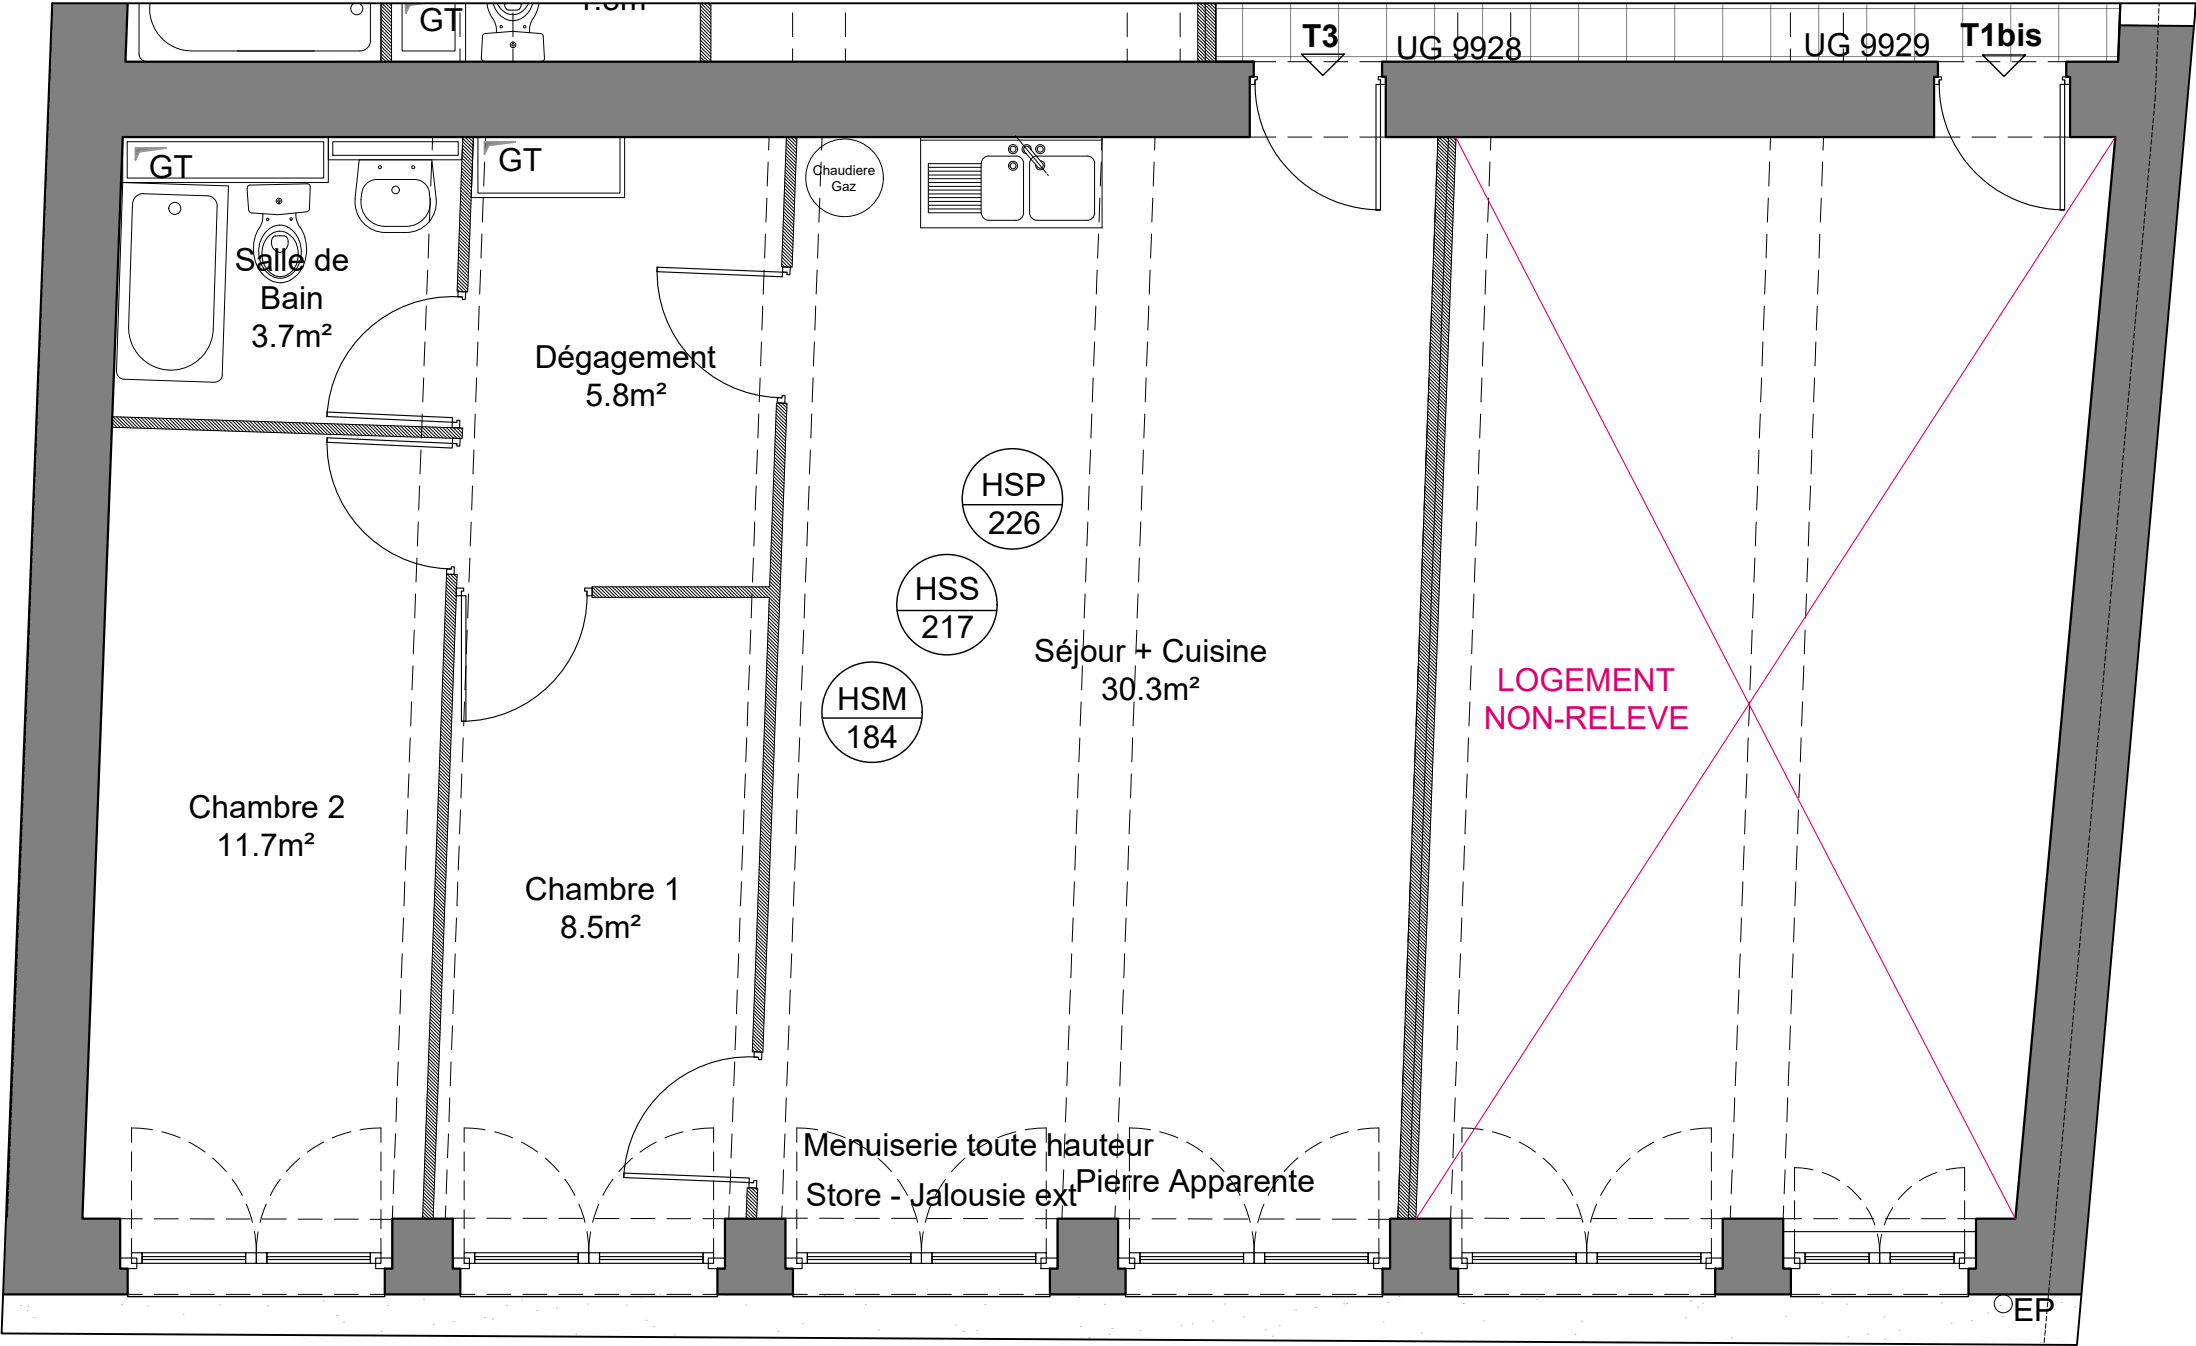 GT
T3
UG 9928
UG 9929
T1bis
GT
GT
Chaudiere
Gaz
Salle de
Bain
3.7m²
Dégagement
5.8m²
HSP
226
HSS
217
HSM
184
Séjour + Cuisine
30.3m²
LOGEMENT
NON-RELEVE
Chambre 2
11.7m²
Chambre 1
8.5m²
Menuiserie toute hauteur
Store - Jalousie ext
Pierre Apparente
EP